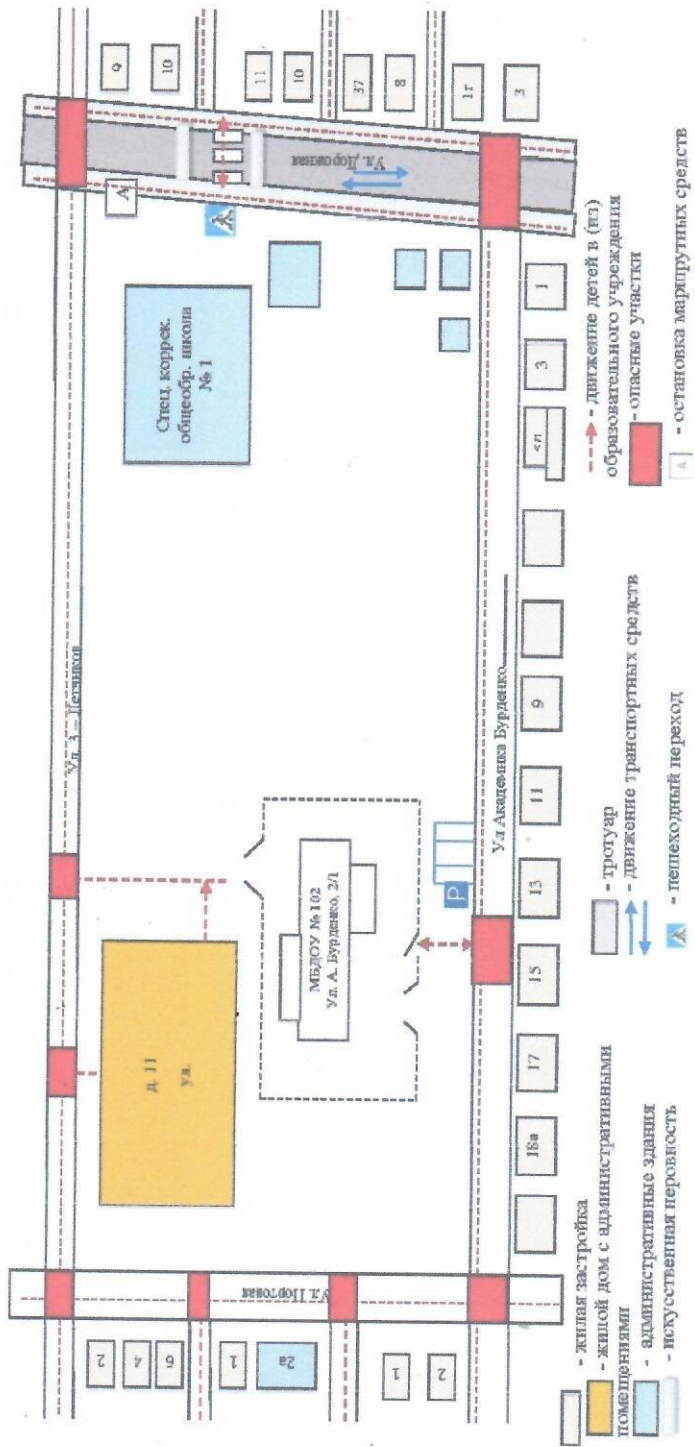 2
4
6
1
2а
1
2
Ул. Портовая
Ул. 3 – Летчиков
д. 11
ул.
МБДОУ № 102
Ул. А. Бурденко, 2/1
Р
Спец. коррек.
общеобр. школа
№ 1
А
Ул. Дорожная
9
10
11
10
37
8
1г
3
Ул Академика Бурденко
18а
17
15
13
11
9
3
1
- жилая застройка
- жилой дом с административными
помещениями
- административные здания
- искусственная неровность
- тротуар
- движение транспортных средств
- пешеходный переход
- движение детей в (из)
образовательного учреждения
- опасные участки
А
- остановка маршрутных средств